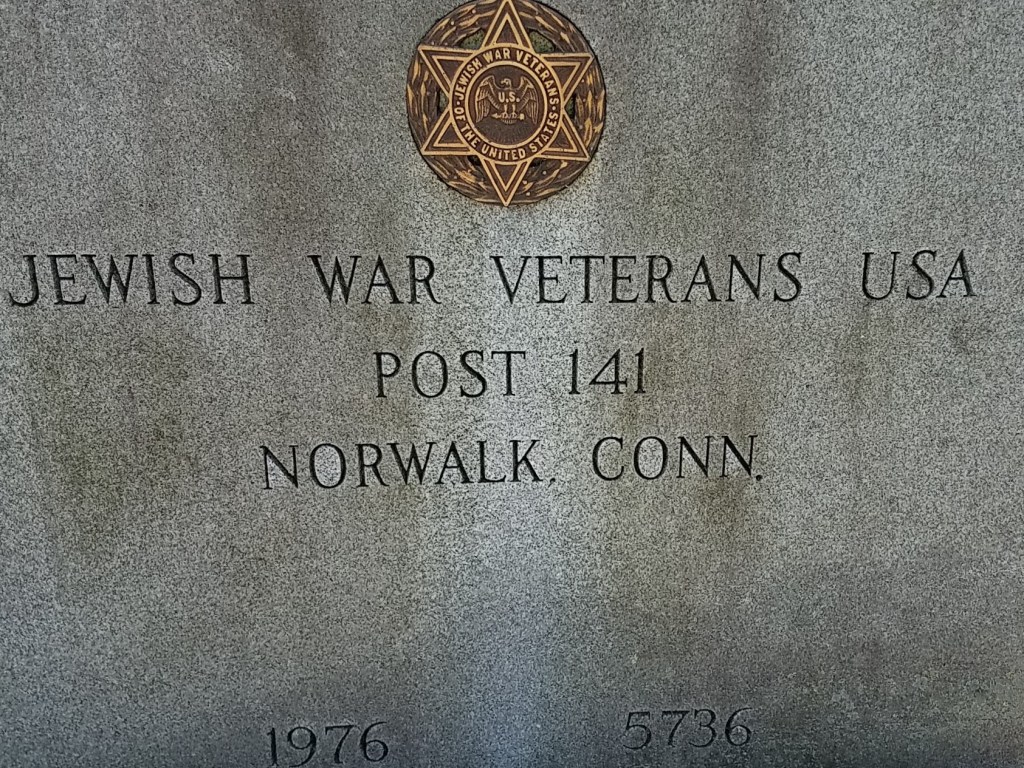 JEWISH WAR VETERANS
OF THE UNITED STATES
U.S.
JEWISH WAR VETERANS USA
POST 141
NORWALK, CONN.
1976 5736